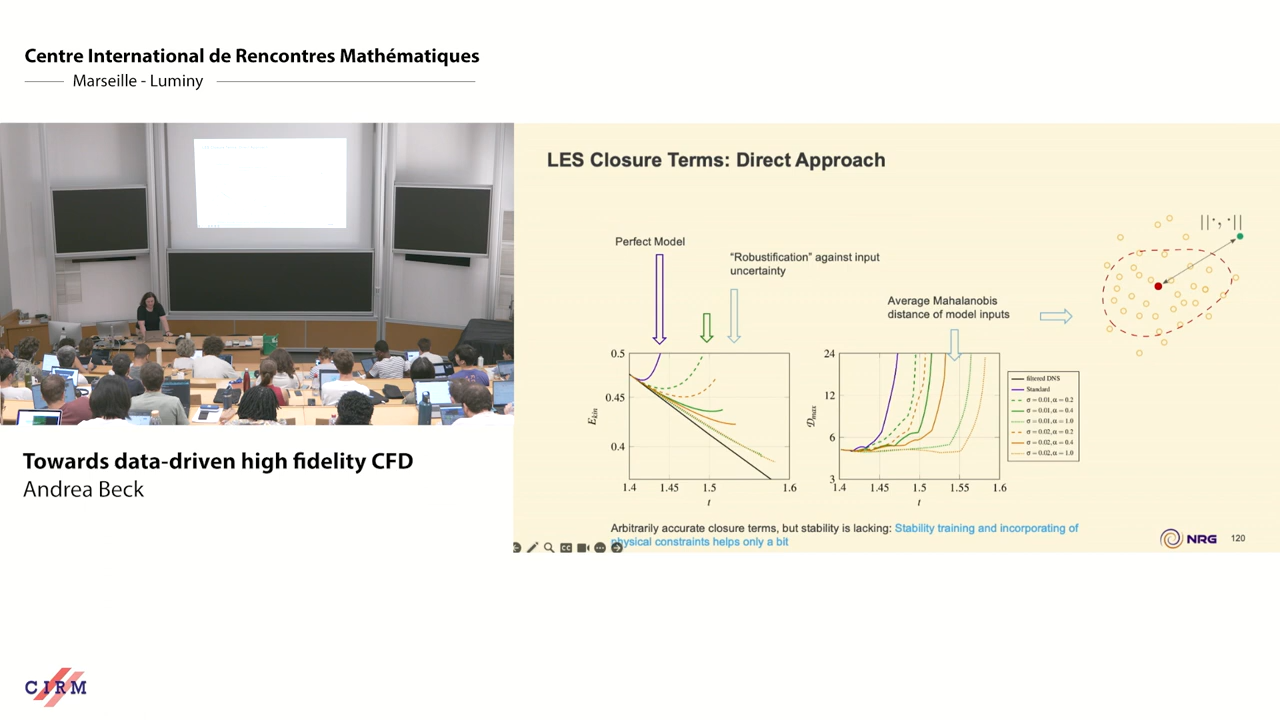 Centre International de Rencontres Mathématiques
Marseille - Luminy
Towards data-driven high fidelity CFD
Andrea Beck
CIRM
LES Closure Terms: Direct Approach
Perfect Model
“Robustification” against input
uncertainty
Average Mahalanobis
distance of model inputs
||·, ·||
0.5
0.45
0.4
Ekin
1.4 1.45 1.5 1.6
t
24
12
6
3
Dmax
1.4 1.45 1.5 1.55 1.6
t
filtered DNS
Standard
σ = 0.01, α = 0.2
σ = 0.01, α = 0.4
σ = 0.01, α = 1.0
σ = 0.02, α = 0.2
σ = 0.02, α = 0.4
σ = 0.02, α = 1.0
Arbitrarily accurate closure terms, but stability is lacking: Stability training and incorporating of
physical constraints helps only a bit
NRG 120